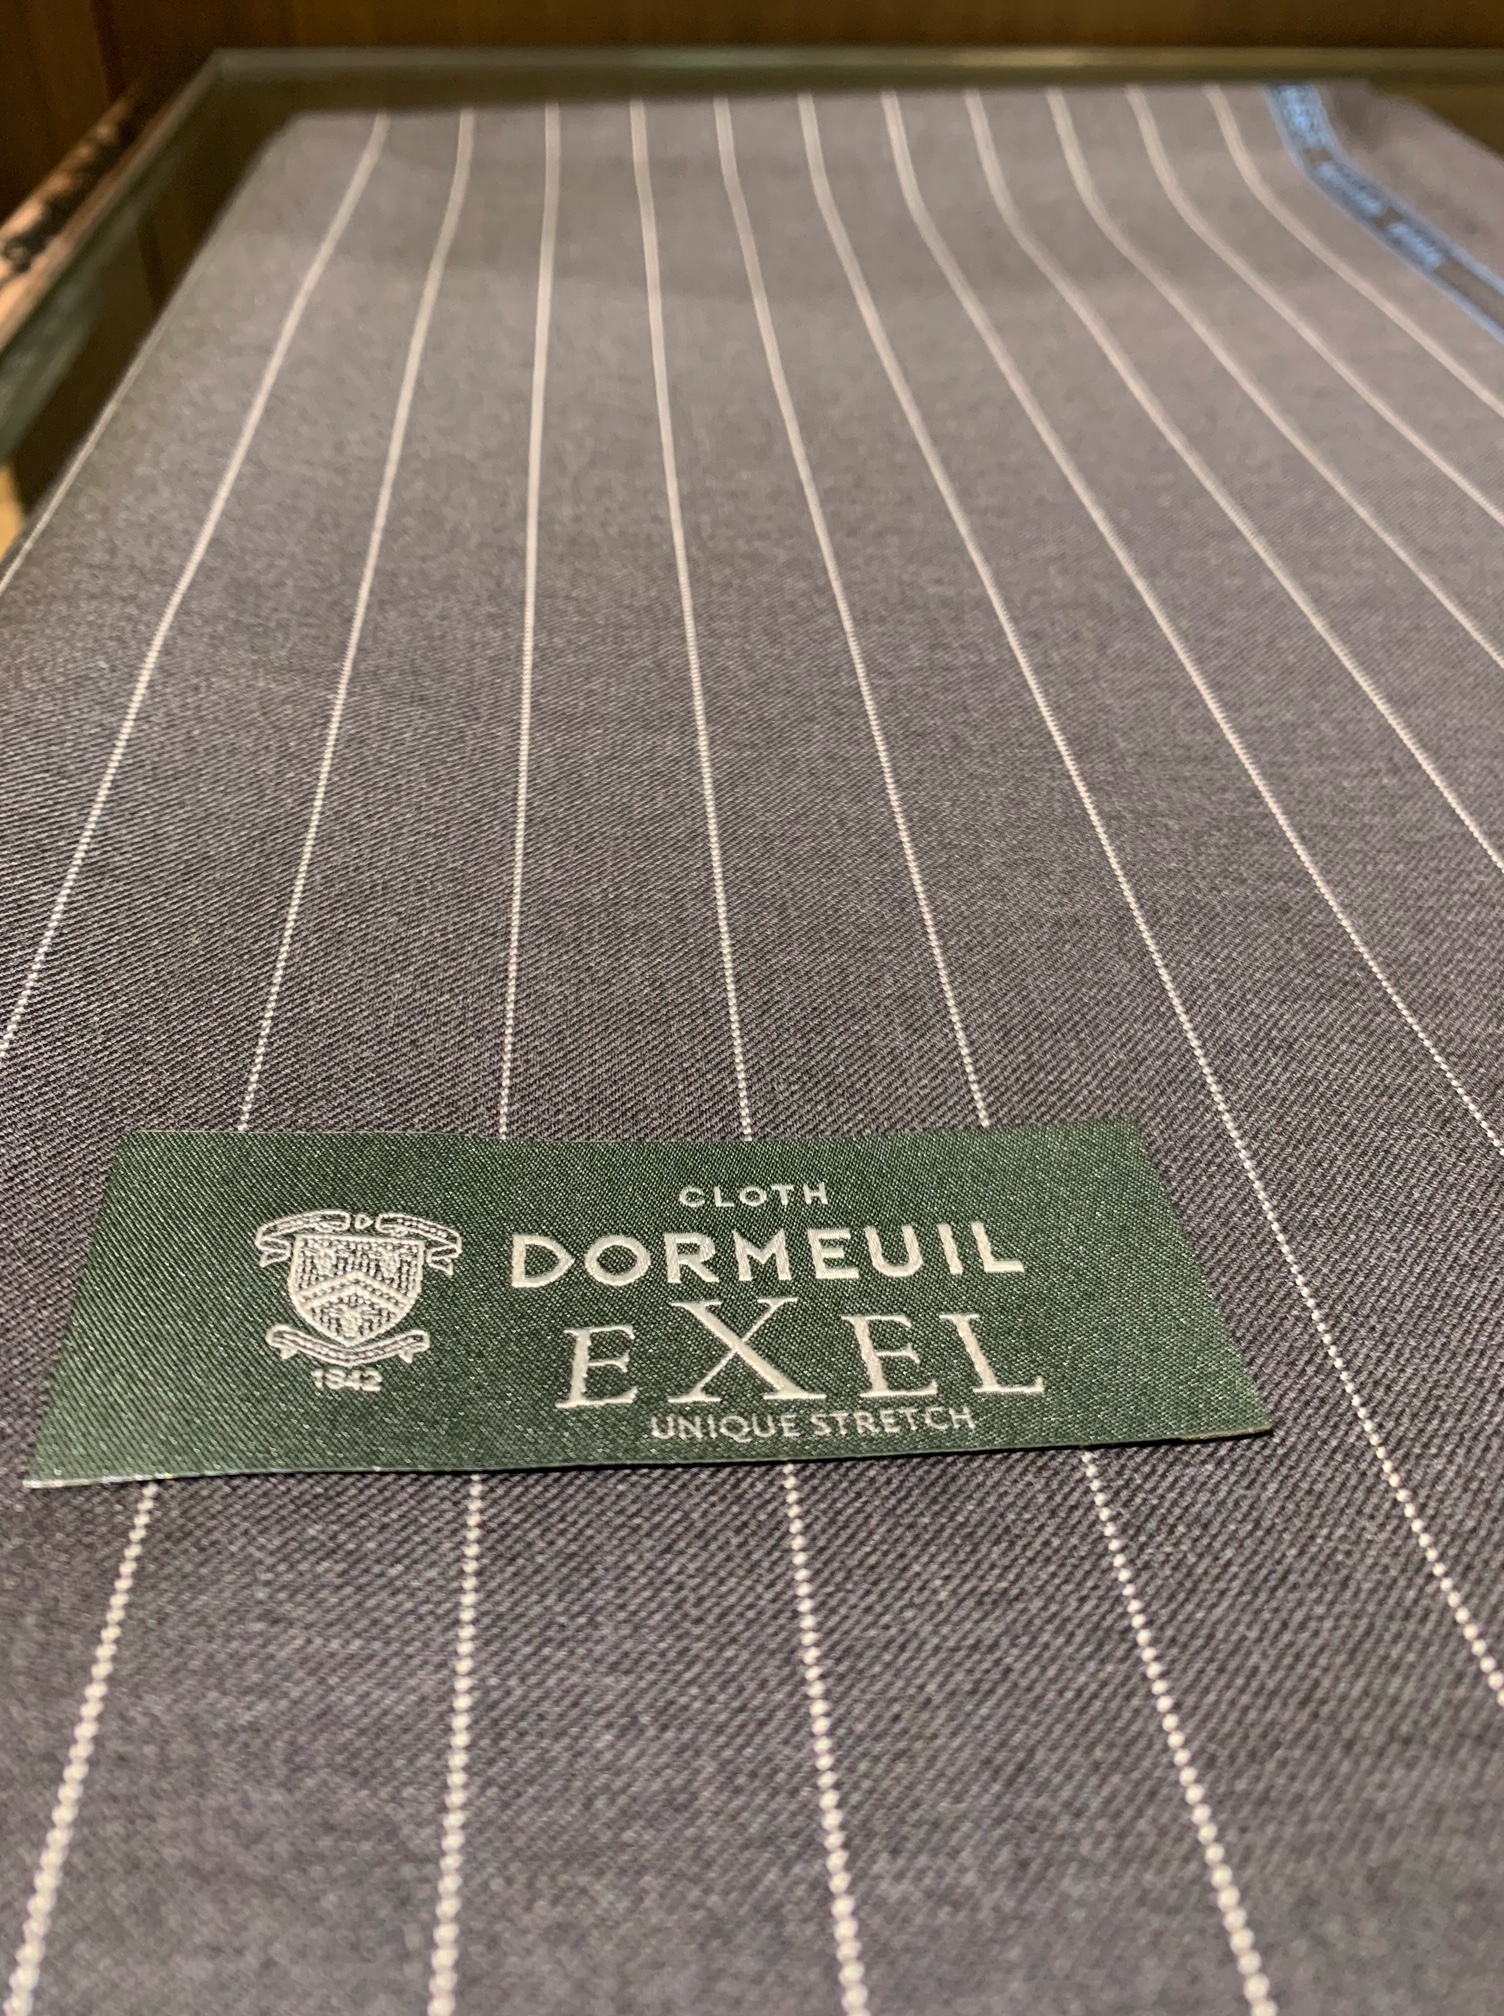 D
CLOTH
DORMEUIL
EXEL
UNIQUE STRETCH
1842